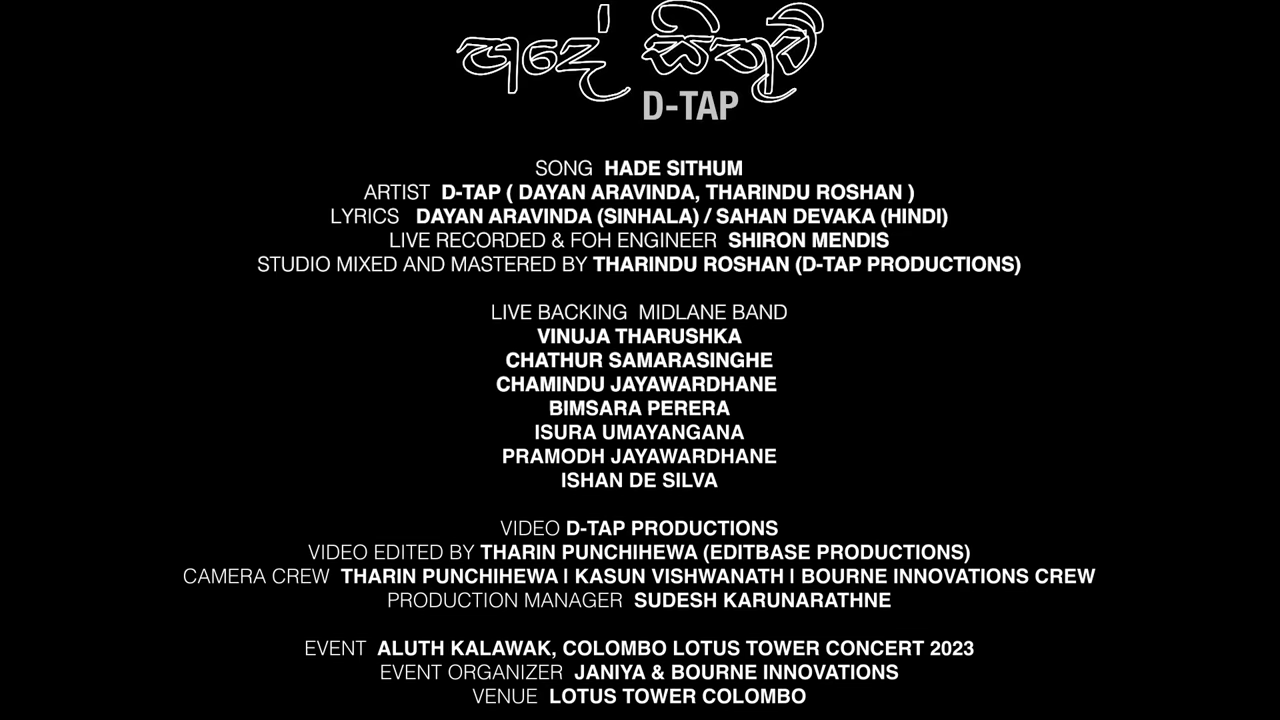 හදේ සිතුම්
D-TAP
SONG HADE SITHUM
ARTIST D-TAP ( DAYAN ARAVINDA, THARINDU ROSHAN )
LYRICS DAYAN ARAVINDA (SINHALA) / SAHAN DEVAKA (HINDI)
LIVE RECORDED & FOH ENGINEER SHIRON MENDIS
STUDIO MIXED AND MASTERED BY THARINDU ROSHAN (D-TAP PRODUCTIONS)
LIVE BACKING MIDLANE BAND
VINUJA THARUSHKA
CHATHUR SAMARASINGHE
CHAMINDU JAYAWARDHANE
BIMSARA PERERA
ISURA UMAYANGANA
PRAMODH JAYAWARDHANE
ISHAN DE SILVA
VIDEO D-TAP PRODUCTIONS
VIDEO EDITED BY THARIN PUNCHIHEWA (EDITBASE PRODUCTIONS)
CAMERA CREW THARIN PUNCHIHEWA | KASUN VISHWANATH | BOURNE INNOVATIONS CREW
PRODUCTION MANAGER SUDESH KARUNARATHNE
EVENT ALUTH KALAWAK, COLOMBO LOTUS TOWER CONCERT 2023
EVENT ORGANIZER JANIYA & BOURNE INNOVATIONS
VENUE LOTUS TOWER COLOMBO